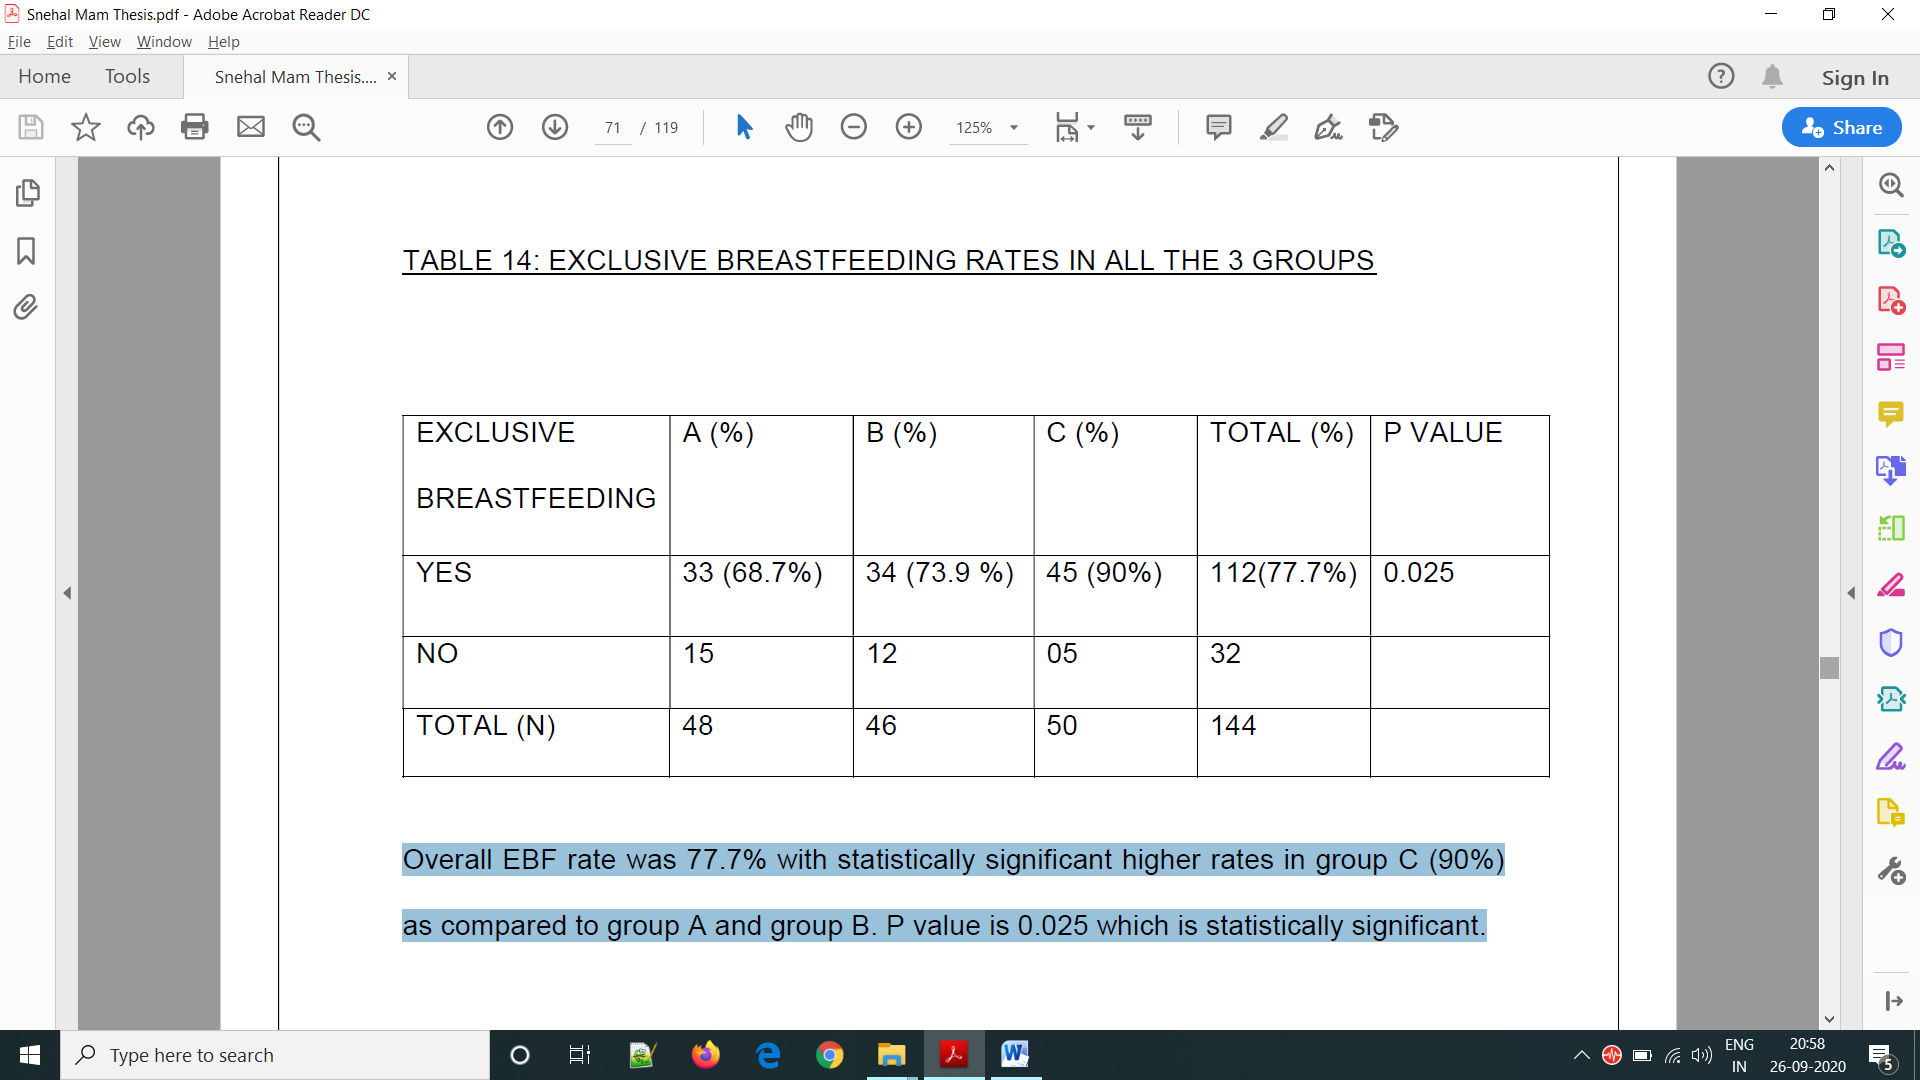 Snehal Mam Thesis.pdf - Adobe Acrobat Reader DC
File Edit View Window Help
Home Tools Snehal Mam Thesis.... × Sign In
71 / 119 125% Share
TABLE 14: EXCLUSIVE BREASTFEEDING RATES IN ALL THE 3 GROUPS
EXCLUSIVE BREASTFEEDING A (%) B (%) C (%) TOTAL (%) P VALUE
YES 33 (68.7%) 34 (73.9 %) 45 (90%) 112(77.7%) 0.025
NO 15 12 05 32
TOTAL (N) 48 46 50 144
Overall EBF rate was 77.7% with statistically significant higher rates in group C (90%)
as compared to group A and group B. P value is 0.025 which is statistically significant.
Type here to search
ENG
IN
20:58
26-09-2020
5